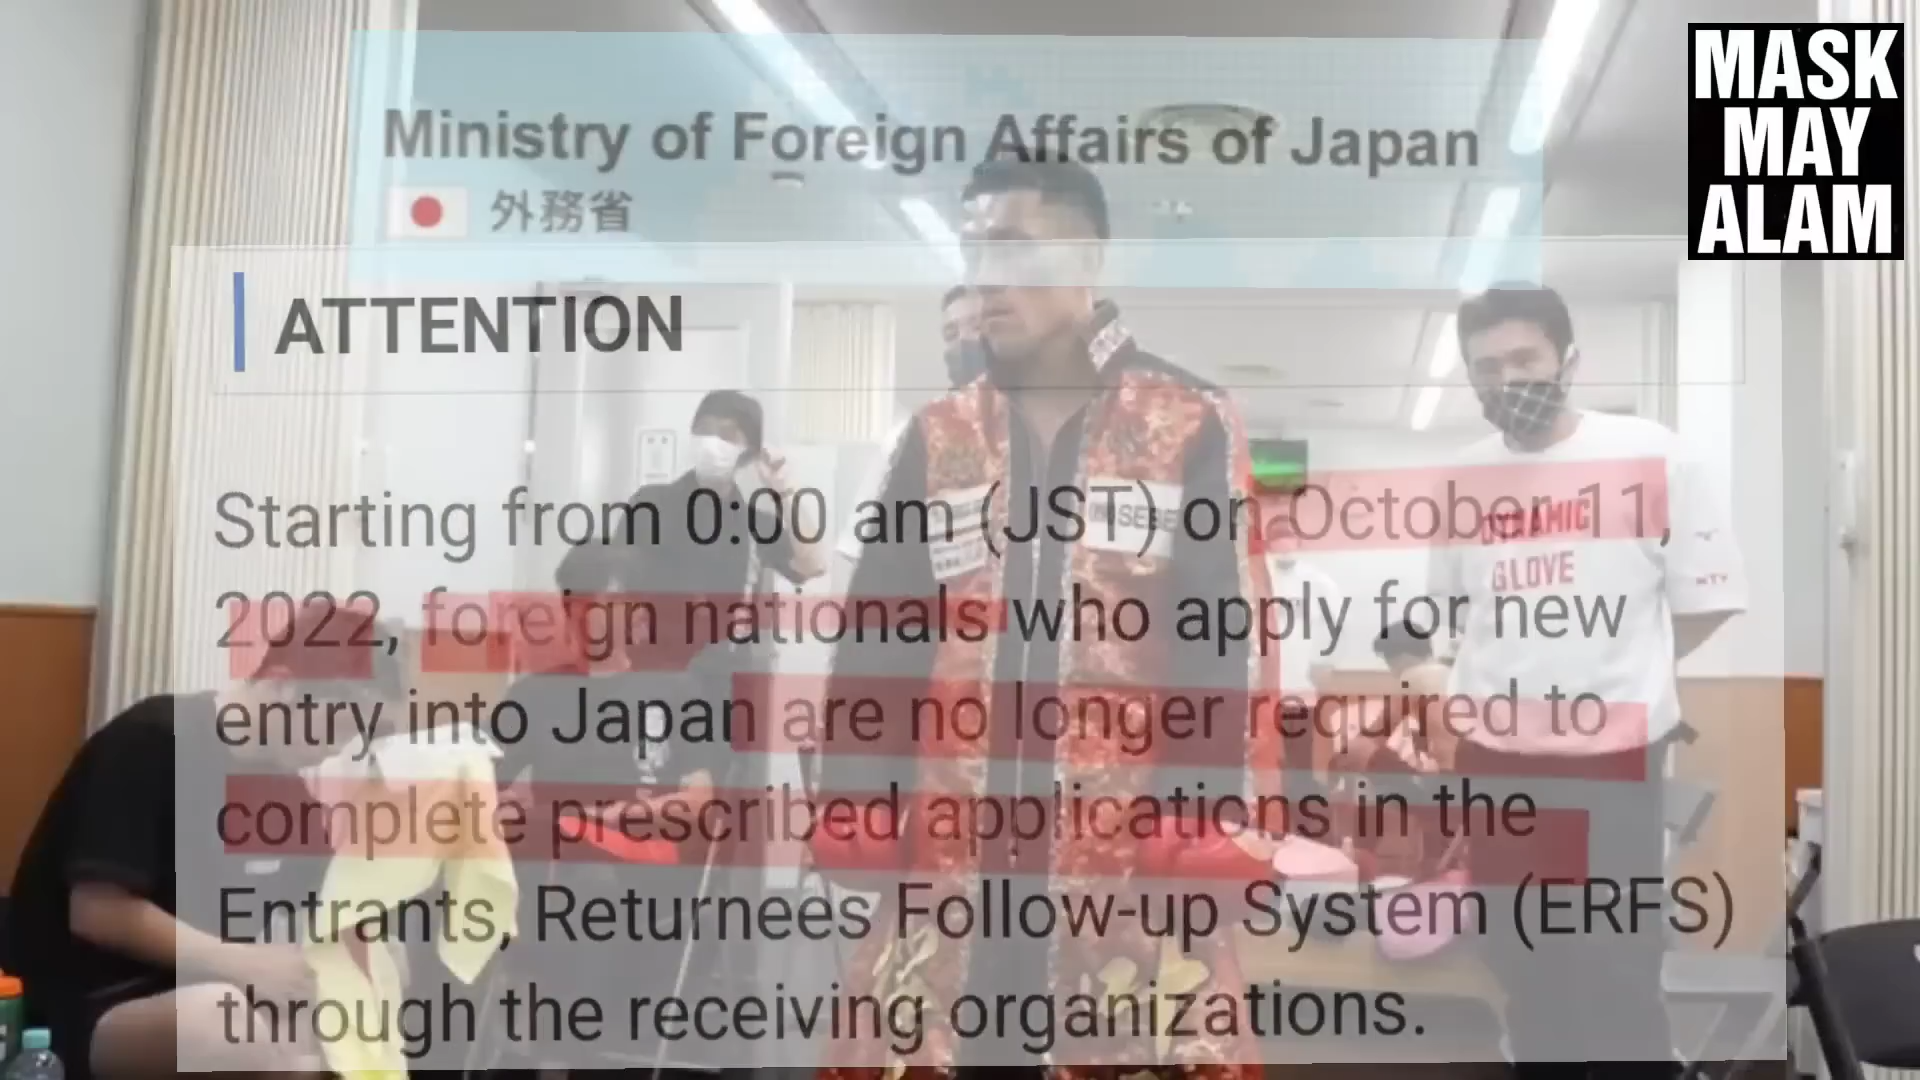 MASK
MAY
ALAM
Ministry of Foreign Affairs of Japan
外務省
ATTENTION
Starting from 0:00 am (JST) on October 11,
2022, foreign nationals who apply for new
entry into Japan are no longer required to
complete prescribed applications in the
Entrants, Returnees Follow-up System (ERFS)
through the receiving organizations.
DYNAMIC
GLOVE